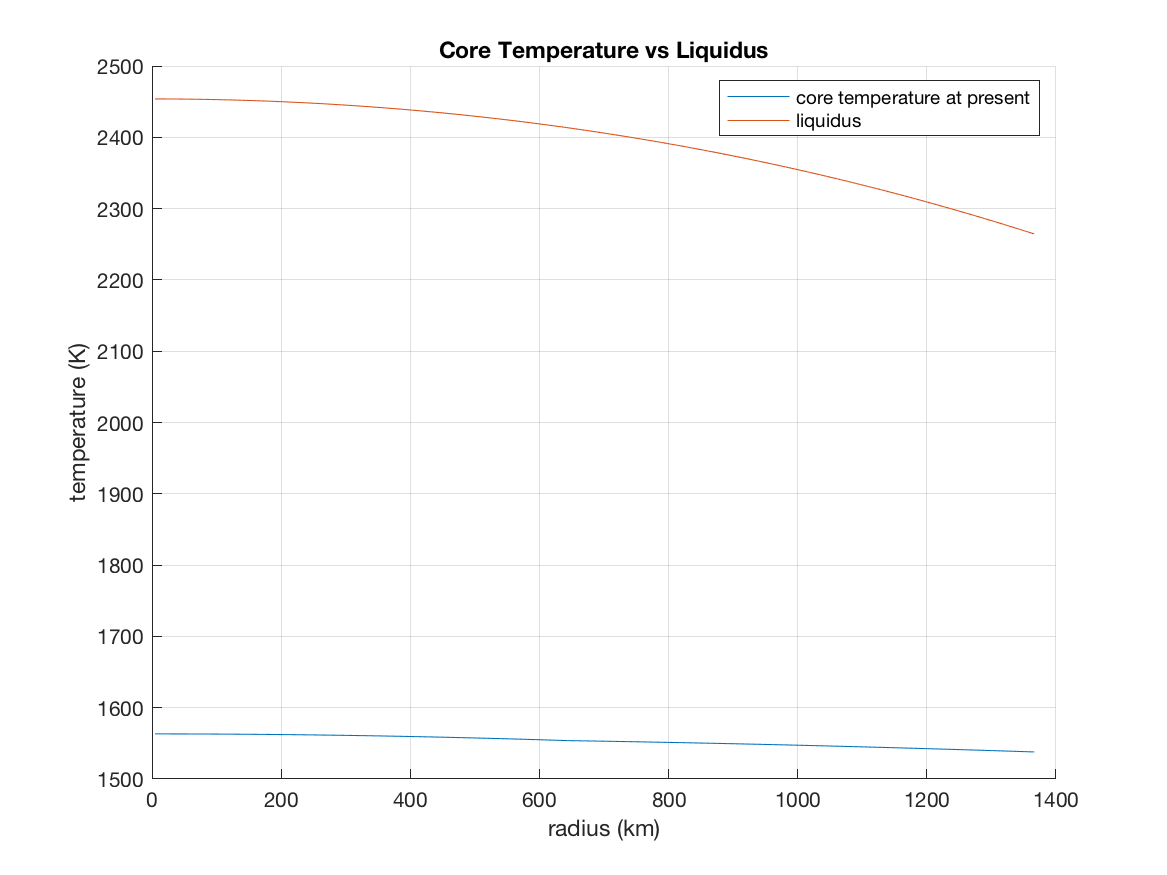 Core Temperature vs Liquidus
core temperature at present
liquidus
temperature (K)
2500
2400
2300
2200
2100
2000
1900
1800
1700
1600
1500
0 200 400 600 800 1000 1200 1400
radius (km)